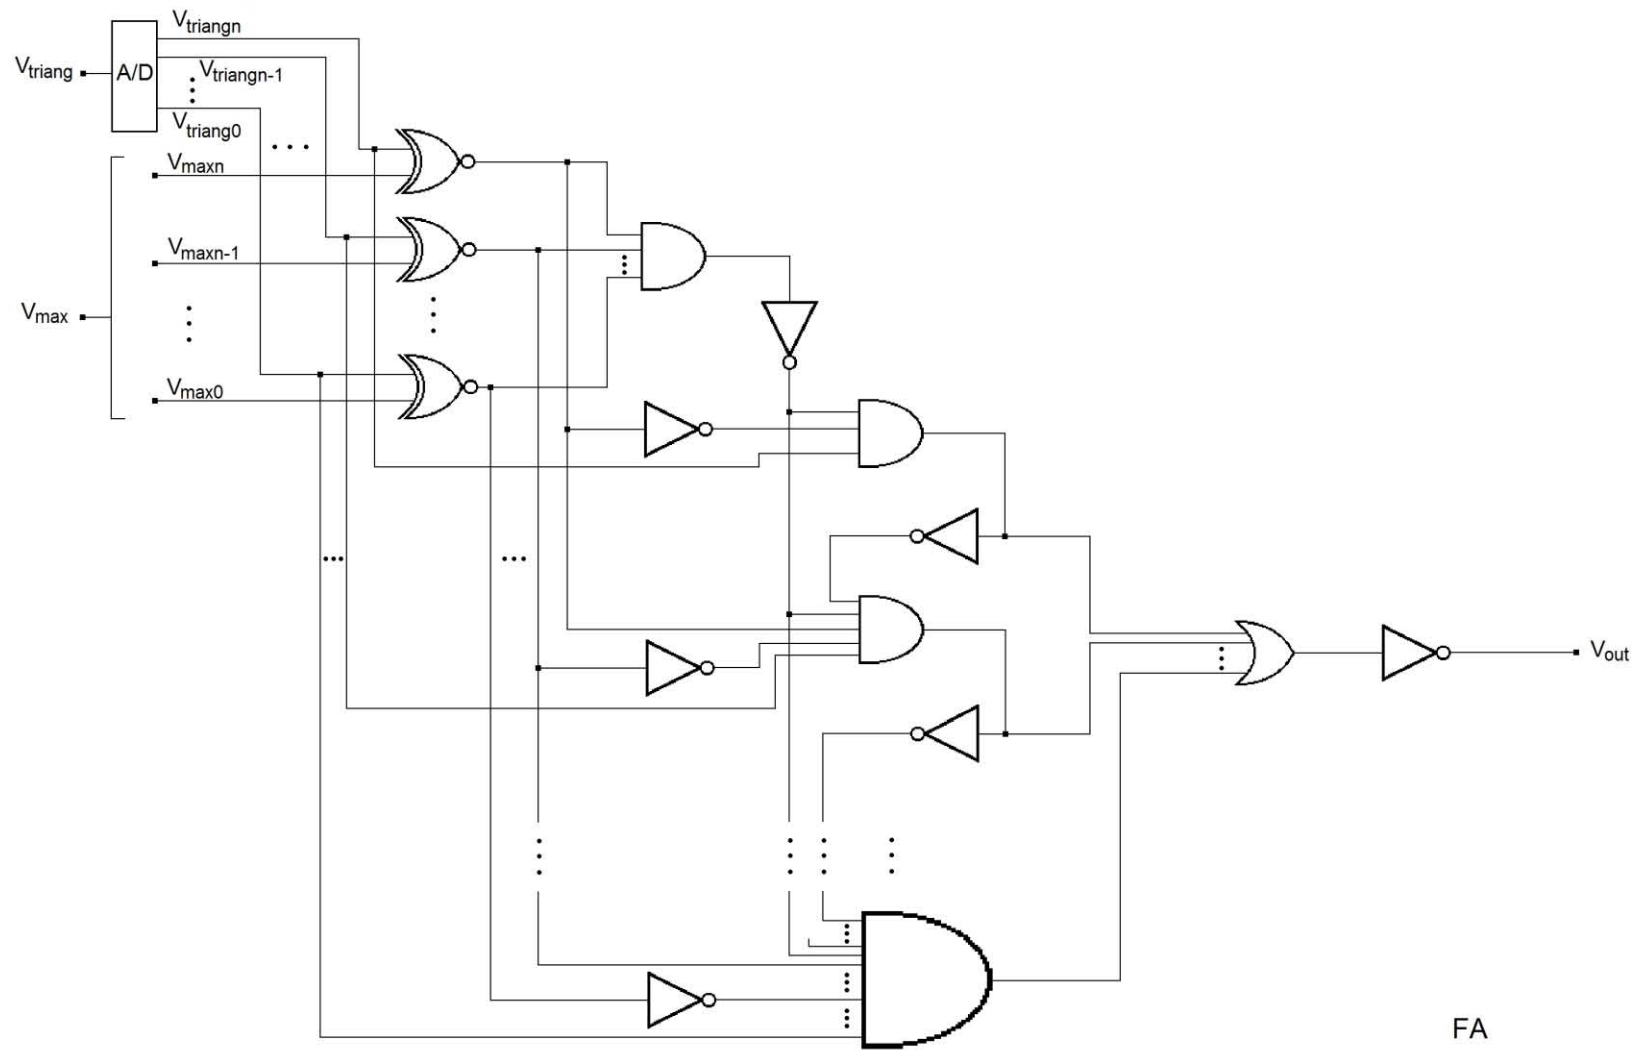 Vtriangn
Vtriang
A/D
Vtriangn-1
Vtriang0
Vmaxn
Vmaxn-1
Vmax
Vmax0
Vout
FA